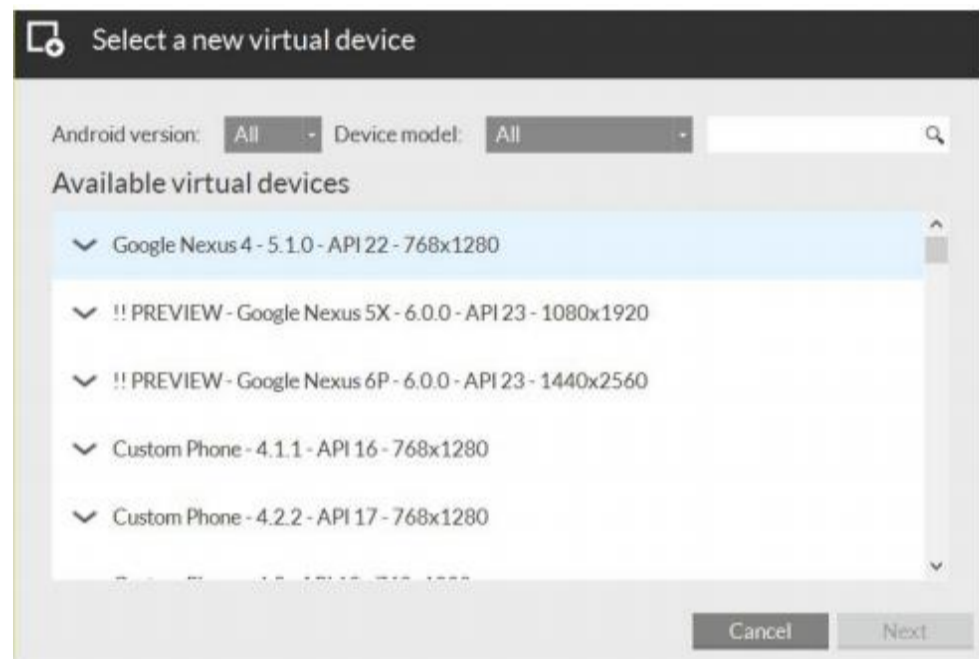 Select a new virtual device
Android version: All Device model: All
Available virtual devices
Google Nexus 4 - 5.1.0 - API 22 - 768x1280
!! PREVIEW - Google Nexus 5X - 6.0.0 - API 23 - 1080x1920
!! PREVIEW - Google Nexus 6P - 6.0.0 - API 23 - 1440x2560
Custom Phone - 4.1.1 - API 16 - 768x1280
Custom Phone - 4.2.2 - API 17 - 768x1280
Cancel Next